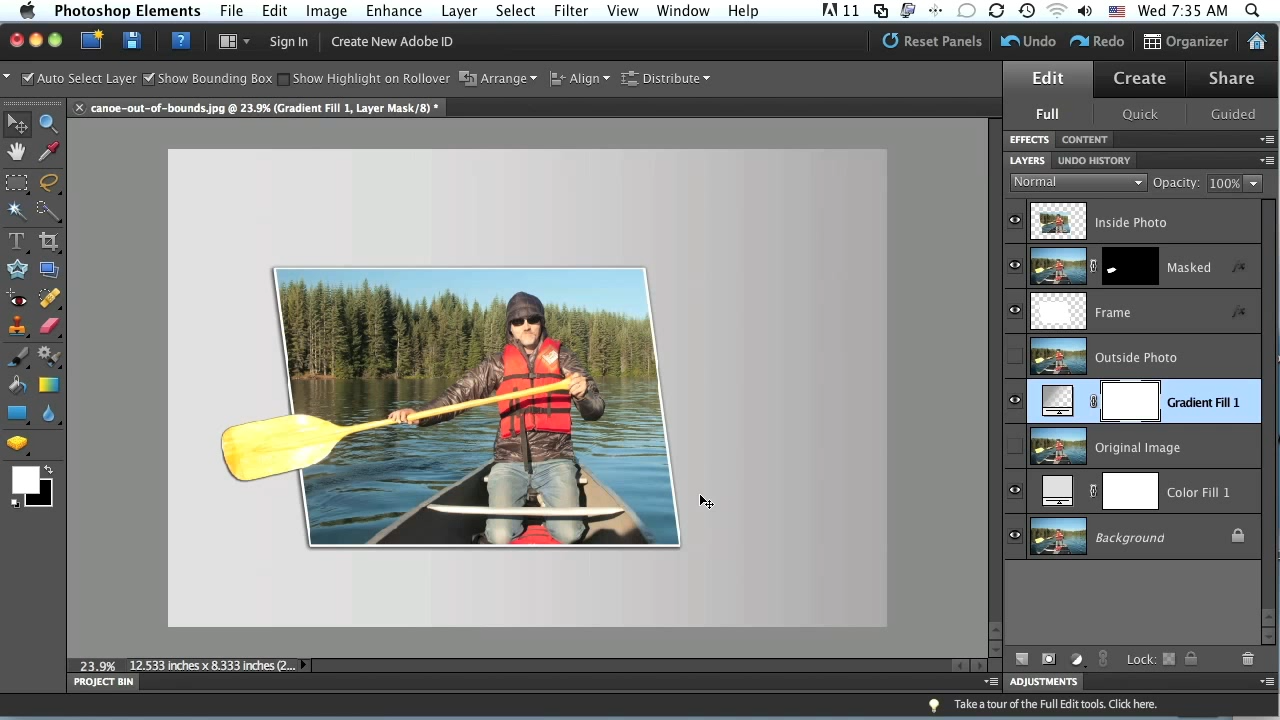 Photoshop Elements File Edit Image Enhance Layer Select Filter View Window Help 11 Wed 7:35 AM
Sign In Create New Adobe ID Reset Panels Undo Redo Organizer
Auto Select Layer Show Bounding Box Show Highlight on Rollover Arrange Align Distribute
Edit Create Share
canoe-out-of-bounds.jpg @ 23.9% (Gradient Fill 1, Layer Mask/8) *
Full Quick Guided
EFFECTS CONTENT
LAYERS UNDO HISTORY
Normal Opacity: 100%
Inside Photo
Masked
Frame
Outside Photo
Gradient Fill 1
Original Image
Color Fill 1
Background
Lock:
23.9% 12.533 inches x 8.333 inches (2...
PROJECT BIN ADJUSTMENTS
Take a tour of the Full Edit tools. Click here.